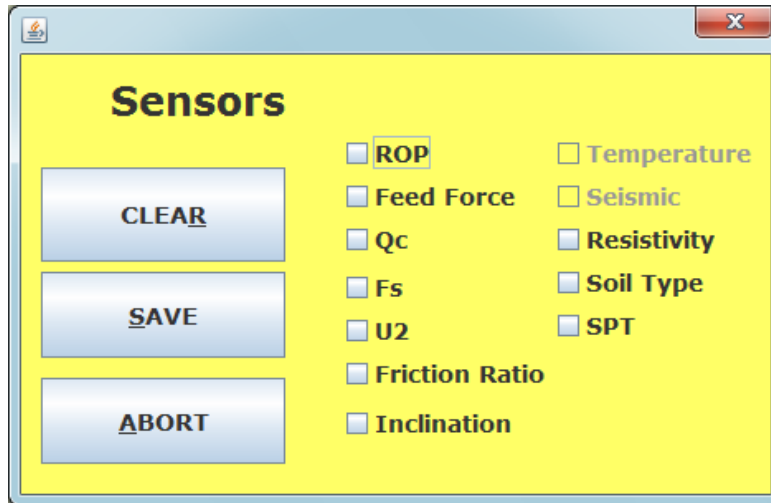 Sensors
CLEAR
SAVE
ABORT
ROP
Feed Force
Qc
Fs
U2
Friction Ratio
Inclination
Temperature
Seismic
Resistivity
Soil Type
SPT